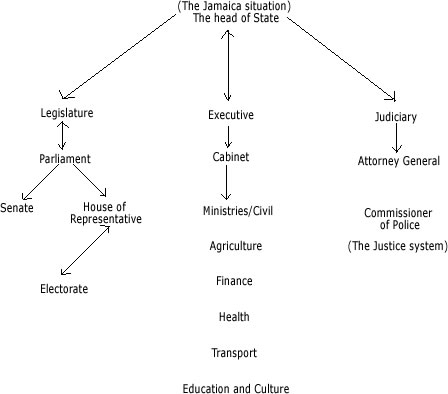 (The Jamaica situation)
The head of State
Legislature
Executive
Judiciary
Parliament
Cabinet
Attorney General
Senate
House of
Representative
Ministries/Civil
Commissioner
of Police
Agriculture
(The Justice system)
Electorate
Finance
Health
Transport
Education and Culture